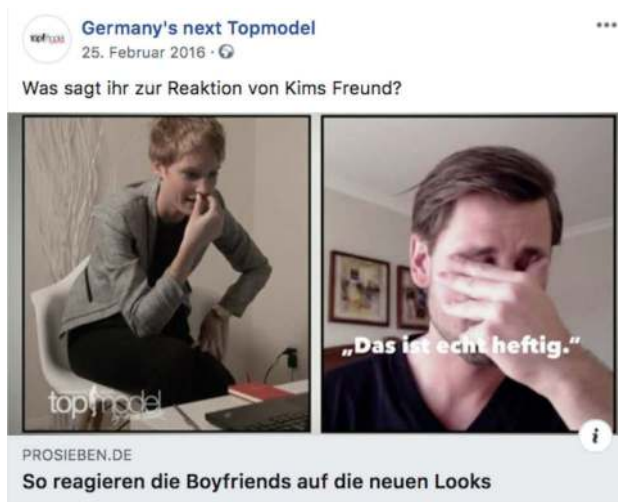 Germany's next Topmodel
25. Februar 2016 ·
Was sagt ihr zur Reaktion von Kims Freund?
„Das ist echt heftig.“
topmodel
PROSIEBEN.DE
So reagieren die Boyfriends auf die neuen Looks